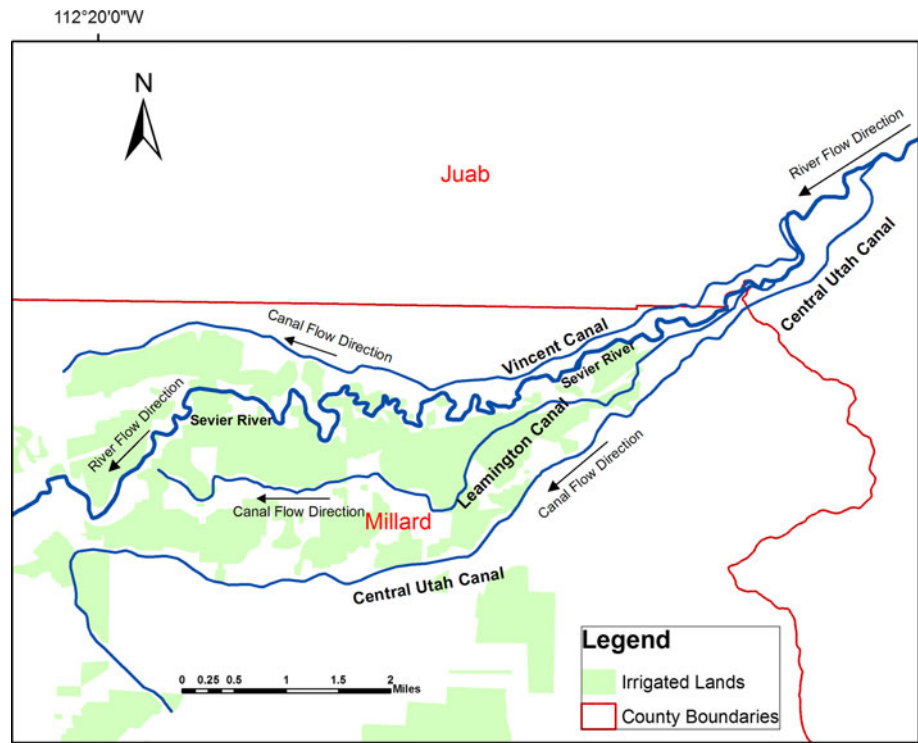 112°20'0"W
N
River Flow Direction
Juab
Central Utah Canal
Canal Flow Direction
Vincent Canal
Sevier River
Sevier River
River Flow Direction
Leamington Canal
Canal Flow Direction
Canal Flow Direction
Millard
Central Utah Canal
Legend
Irrigated Lands
County Boundaries
0 0.25 0.5 1 1.5 2
Miles